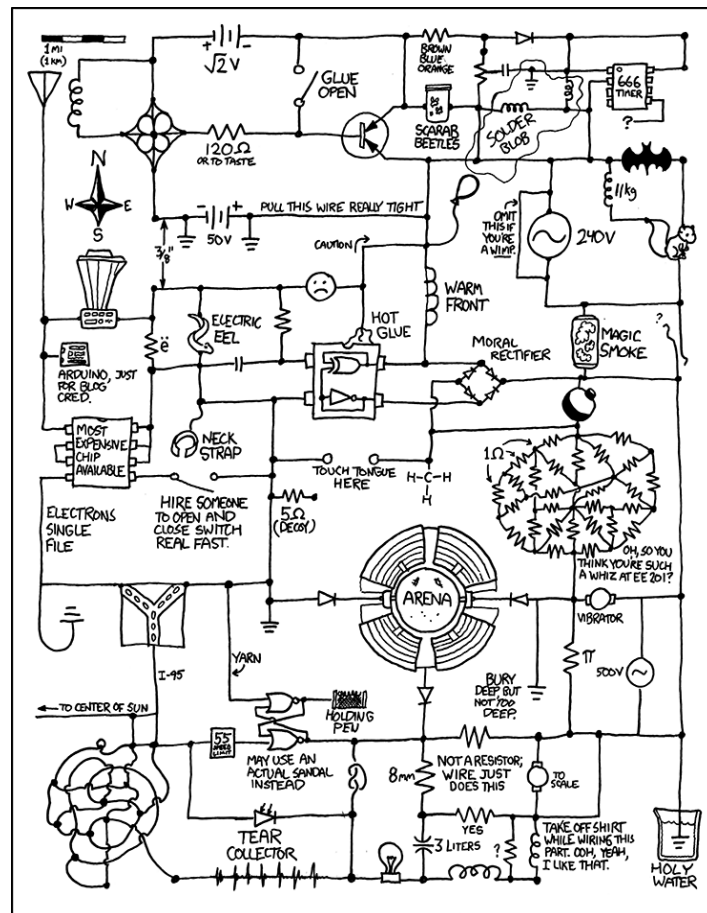 1MI
(1KM)
√2V
GLUE
OPEN
BROWN
BLUE
ORANGE
666
TIMER
?
120Ω
OR TO TASTE
SCARAB
BEETLES
SOLDER
BLOB
N
W
E
S
50V
PULL THIS WIRE REALLY TIGHT
3/8"
CAUTION
OMIT
THIS IF
YOU'RE
A WIMP.
240V
11kg
ELECTRIC
EEL
HOT
GLUE
WARM
FRONT
MAGIC
SMOKE
?
ARDUINO, JUST
FOR BLOG
CRED.
MORAL
RECTIFIER
MOST
EXPENSIVE
CHIP
AVAILABLE
NECK
STRAP
TOUCH TONGUE
HERE
H-C-H
H
1Ω
ELECTRONS
SINGLE
FILE
HIRE SOMEONE
TO OPEN AND
CLOSE SWITCH
REAL FAST.
5Ω
(DECOY)
OH, SO YOU
THINK YOU'RE SUCH
A WHIZ AT EE 201?
ARENA
VIBRATOR
YARN
I-95
π
500V
BURY
DEEP, BUT
NOT TOO
DEEP.
TO CENTER OF SUN
HOLDING
PEN
55
SPEED
LIMIT
MAY USE AN
ACTUAL SANDAL
INSTEAD
NOT A RESISTOR;
WIRE JUST
DOES THIS
8mm
TO
SCALE
YES
TEAR
COLLECTOR
3 LITERS
?
TAKE OFF SHIRT
WHILE WIRING THIS
PART. OOH, YEAH,
I LIKE THAT.
HOLY
WATER